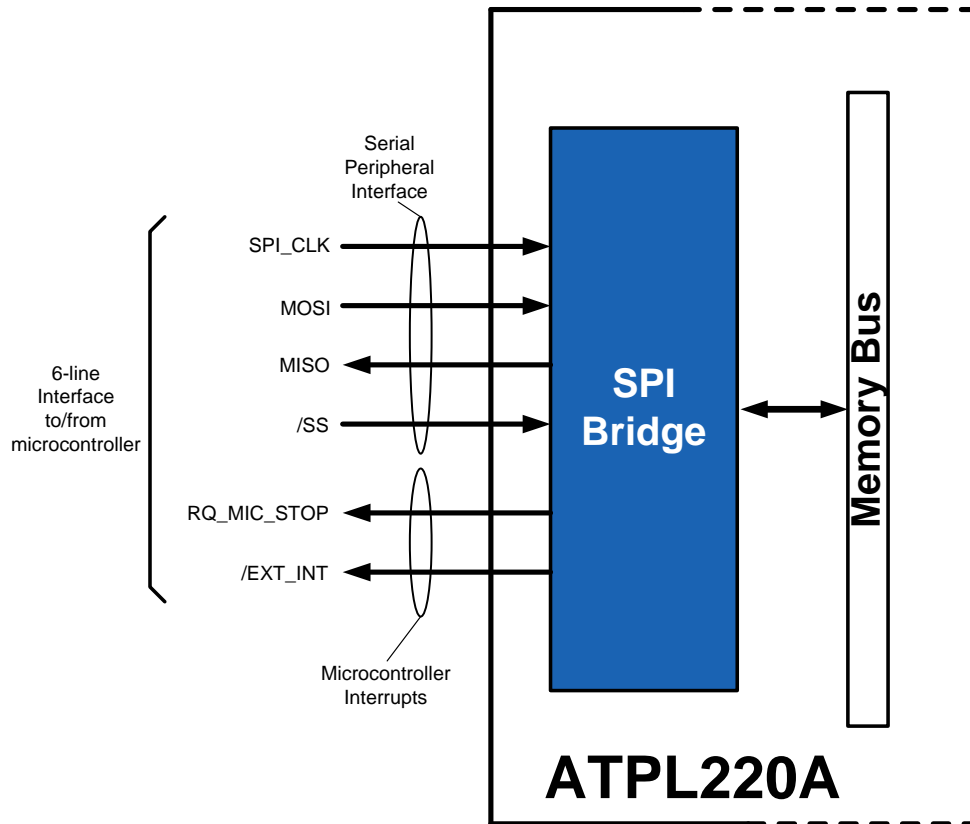 Serial
Peripheral
Interface
SPI_CLK
MOSI
MISO
/SS
RQ_MIC_STOP
/EXT_INT
6-line
Interface
to/from
microcontroller
Microcontroller
Interrupts
SPI
Bridge
Memory Bus
ATPL220A